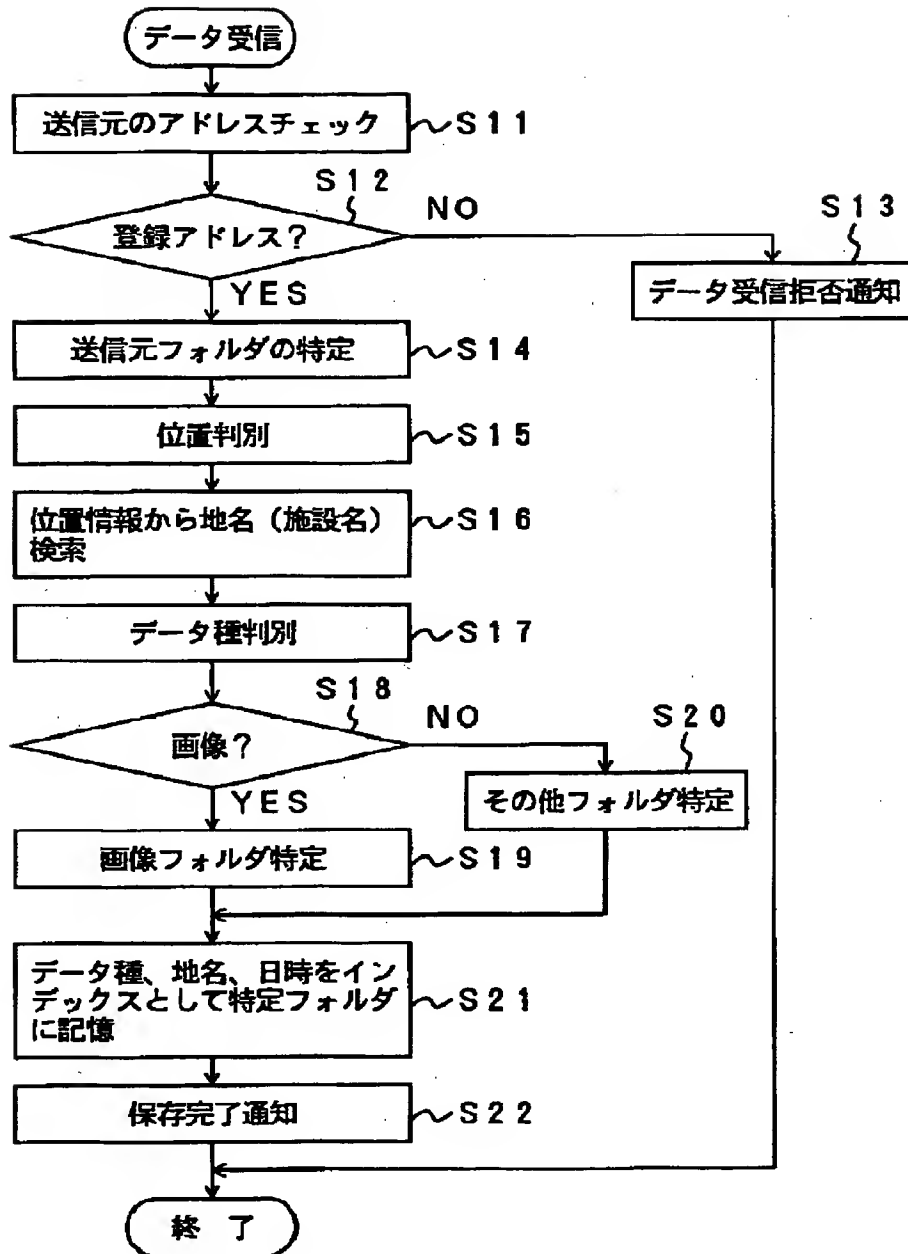 データ受信
送信元のアドレスチェック
S11
S12
登録アドレス?
NO
S13
データ受信拒否通知
YES
送信元フォルダの特定
S14
位置判別
S15
位置情報から地名(施設名)
検索
S16
データ種判別
S17
S18
画像?
NO
S20
その他フォルダ特定
YES
画像フォルダ特定
S19
データ種、地名、日時をイン
デックスとして特定フォルダ
に記憶
S21
保存完了通知
S22
終 了